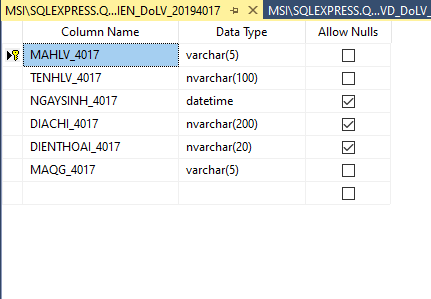 MSI\SQLEXPRESS.Q...IEN_DoLV_20194017 MSI\SQLEXPRESS.Q...VD_DoLV_
Column Name Data Type Allow Nulls
MAHLV_4017 varchar(5)
TENHLV_4017 nvarchar(100)
NGAYSINH_4017 datetime
DIACHI_4017 nvarchar(200)
DIENTHOAI_4017 nvarchar(20)
MAQG_4017 varchar(5)